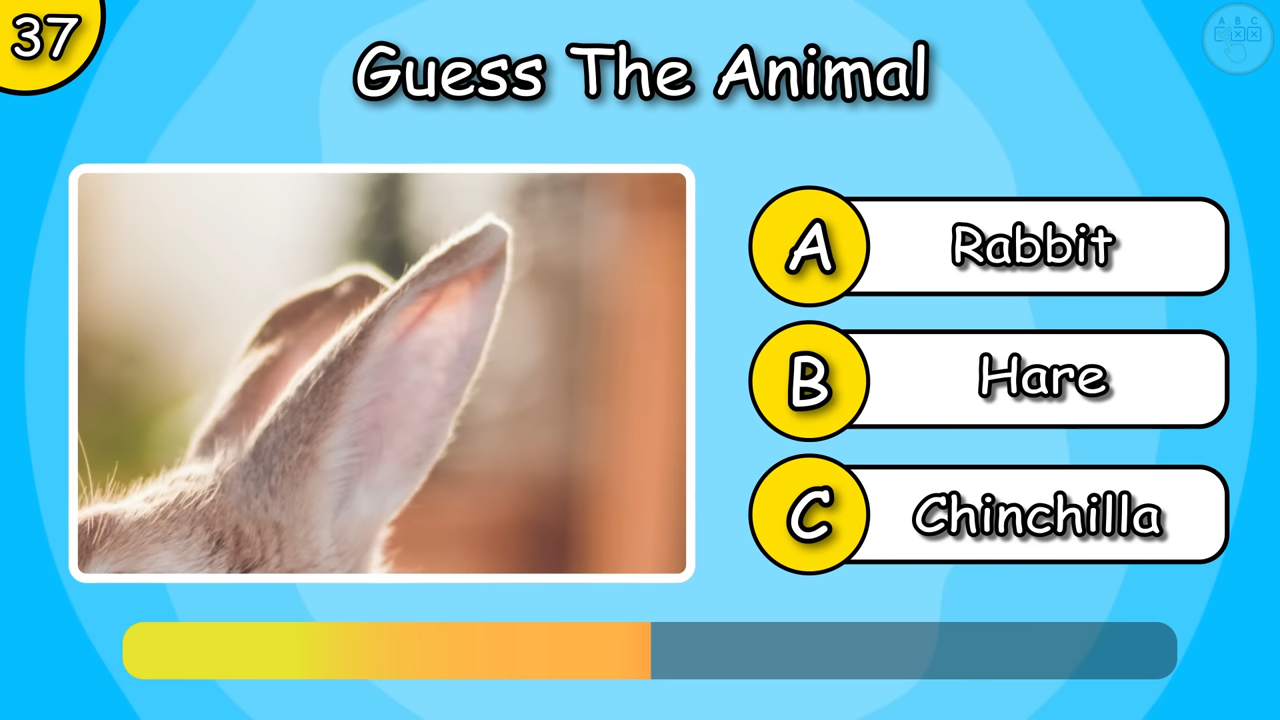 37
Guess The Animal
A B C
A Rabbit
B Hare
C Chinchilla